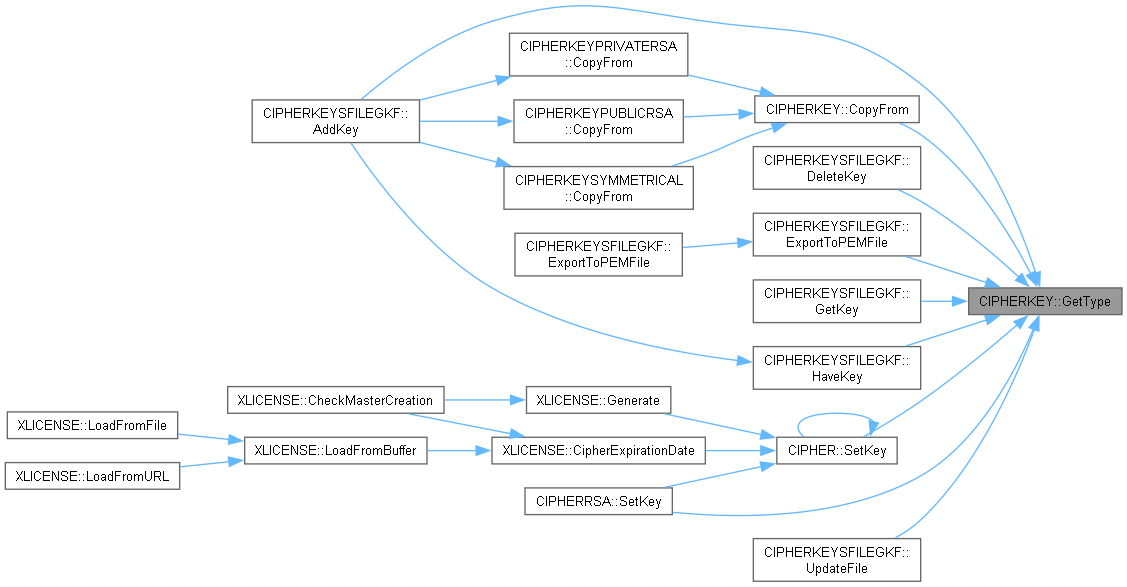 CIPHERKEYPRIVATERSA
::CopyFrom
CIPHERKEYSFILEGKF::
AddKey
CIPHERKEYPUBLICRSA
::CopyFrom
CIPHERKEY::CopyFrom
CIPHERKEYSYMMETRICAL
::CopyFrom
CIPHERKEYSFILEGKF::
DeleteKey
CIPHERKEYSFILEGKF::
ExportToPEMFile
CIPHERKEYSFILEGKF::
ExportToPEMFile
CIPHERKEY::GetType
CIPHERKEYSFILEGKF::
GetKey
CIPHERKEYSFILEGKF::
HaveKey
XLICENSE::CheckMasterCreation
XLICENSE::Generate
XLICENSE::LoadFromFile
XLICENSE::LoadFromBuffer
XLICENSE::CipherExpirationDate
CIPHER::SetKey
XLICENSE::LoadFromURL
CIPHERRSA::SetKey
CIPHERKEYSFILEGKF::
UpdateFile